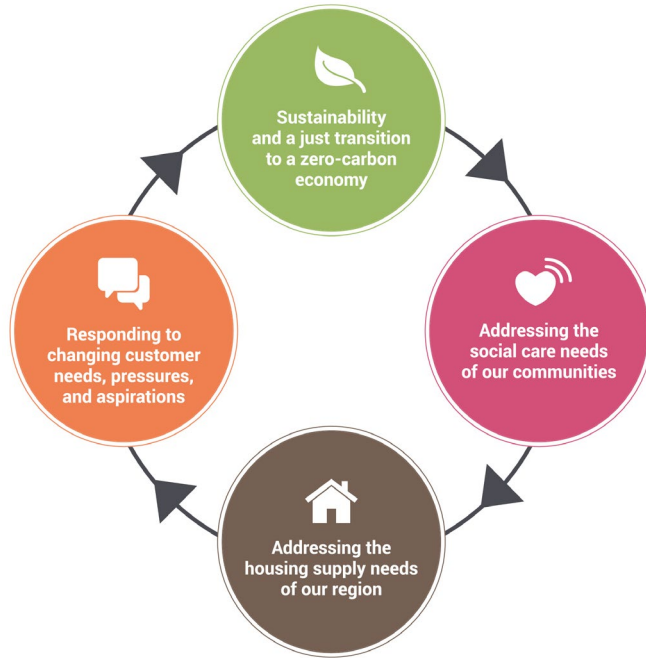 Sustainability
and a just transition
to a zero-carbon
economy
Addressing the
social care needs
of our communities
Addressing the
housing supply needs
of our region
Responding to
changing customer
needs, pressures,
and aspirations